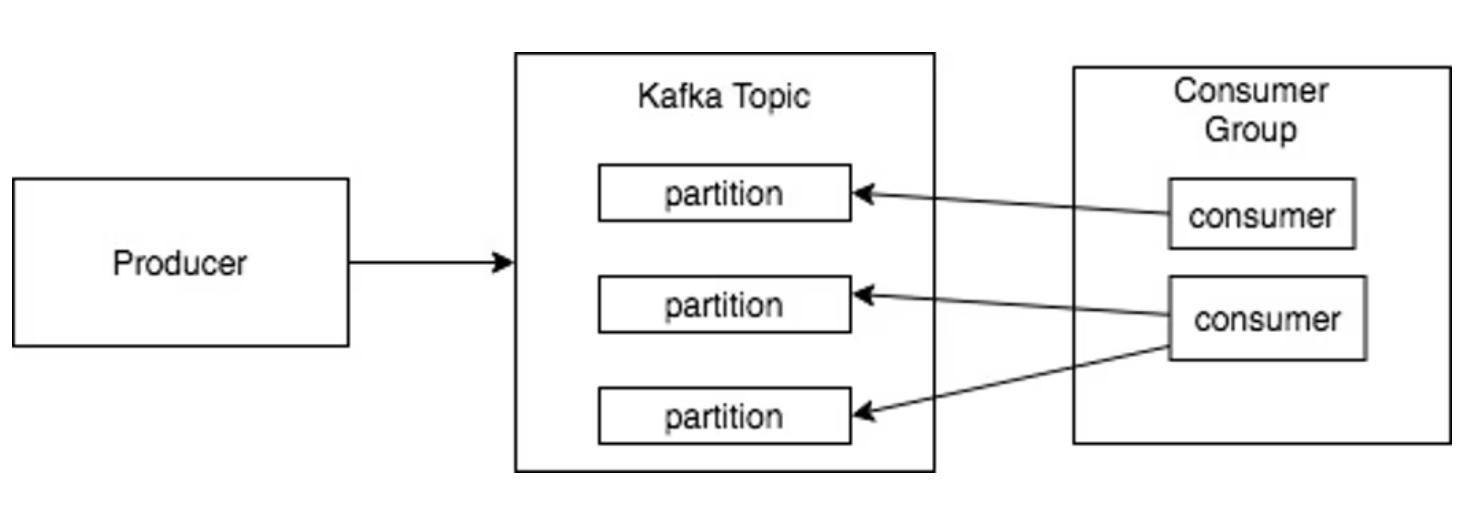 Producer
Kafka Topic
partition
partition
partition
Consumer
Group
consumer
consumer